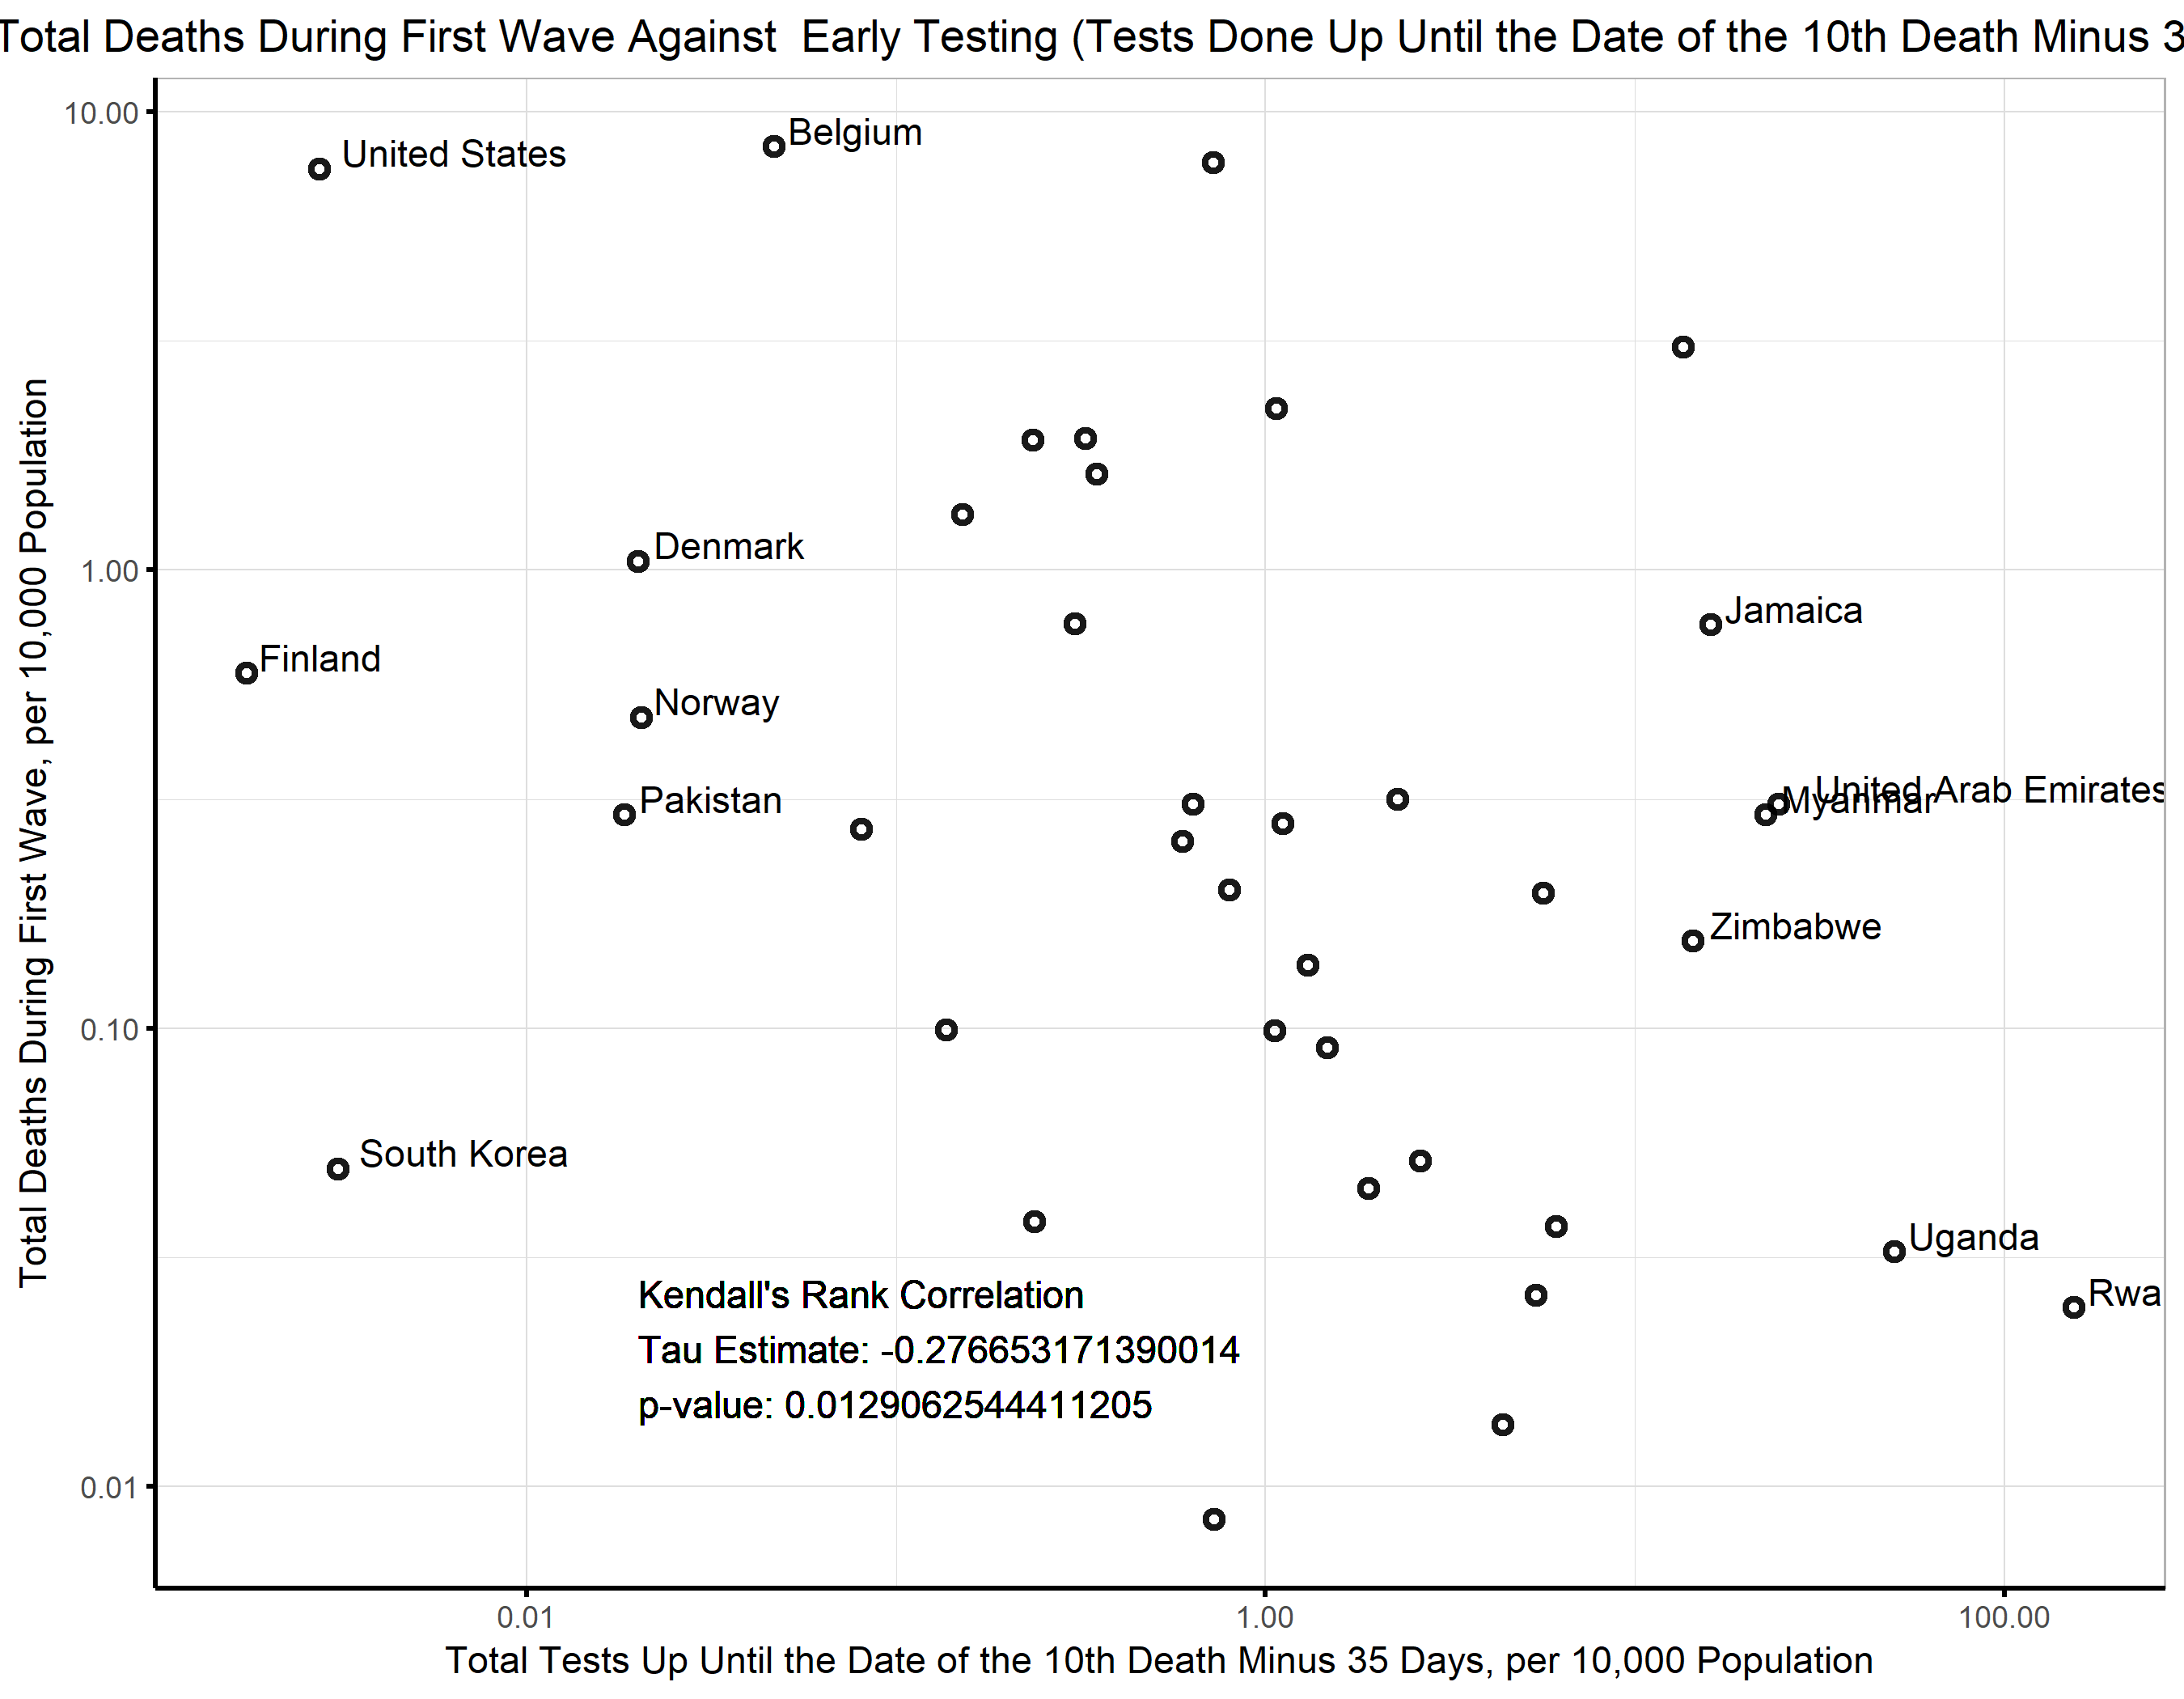 Total Deaths During First Wave Against  Early Testing (Tests Done Up Until the Date of the 10th Death Minus 3
10.00
1.00
0.10
0.01
Total Deaths During First Wave, per 10,000 Population
United States
Belgium
Denmark
Jamaica
Finland
Norway
United Arab Emirates
Pakistan
Myanmar
Zimbabwe
South Korea
Uganda
Rwa
Kendall's Rank Correlation
Tau Estimate: -0.276653171390014
p-value: 0.0129062544411205
0.01
1.00
100.00
Total Tests Up Until the Date of the 10th Death Minus 35 Days, per 10,000 Population